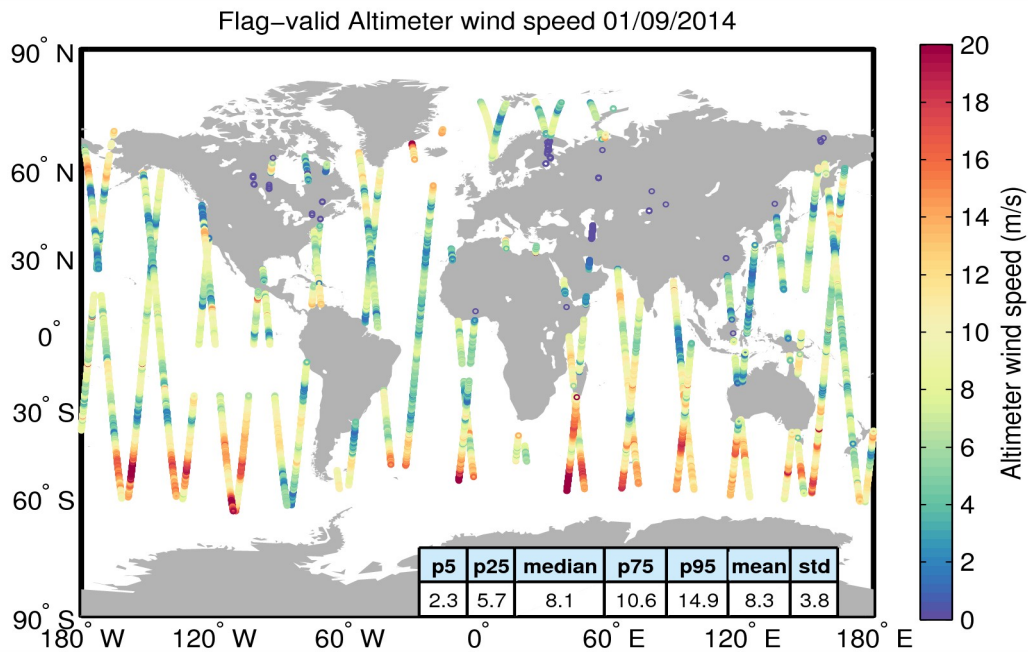 Flag−valid Altimeter wind speed 01/09/2014
90° N
60° N
30° N
0°
30° S
60° S
90° S
180° W
120° W
60° W
0°
60° E
120° E
180° E
p5 p25 median p75 p95 mean std
2.3 5.7 8.1 10.6 14.9 8.3 3.8
20
18
16
14
12
10
8
6
4
2
0
Altimeter wind speed (m/s)